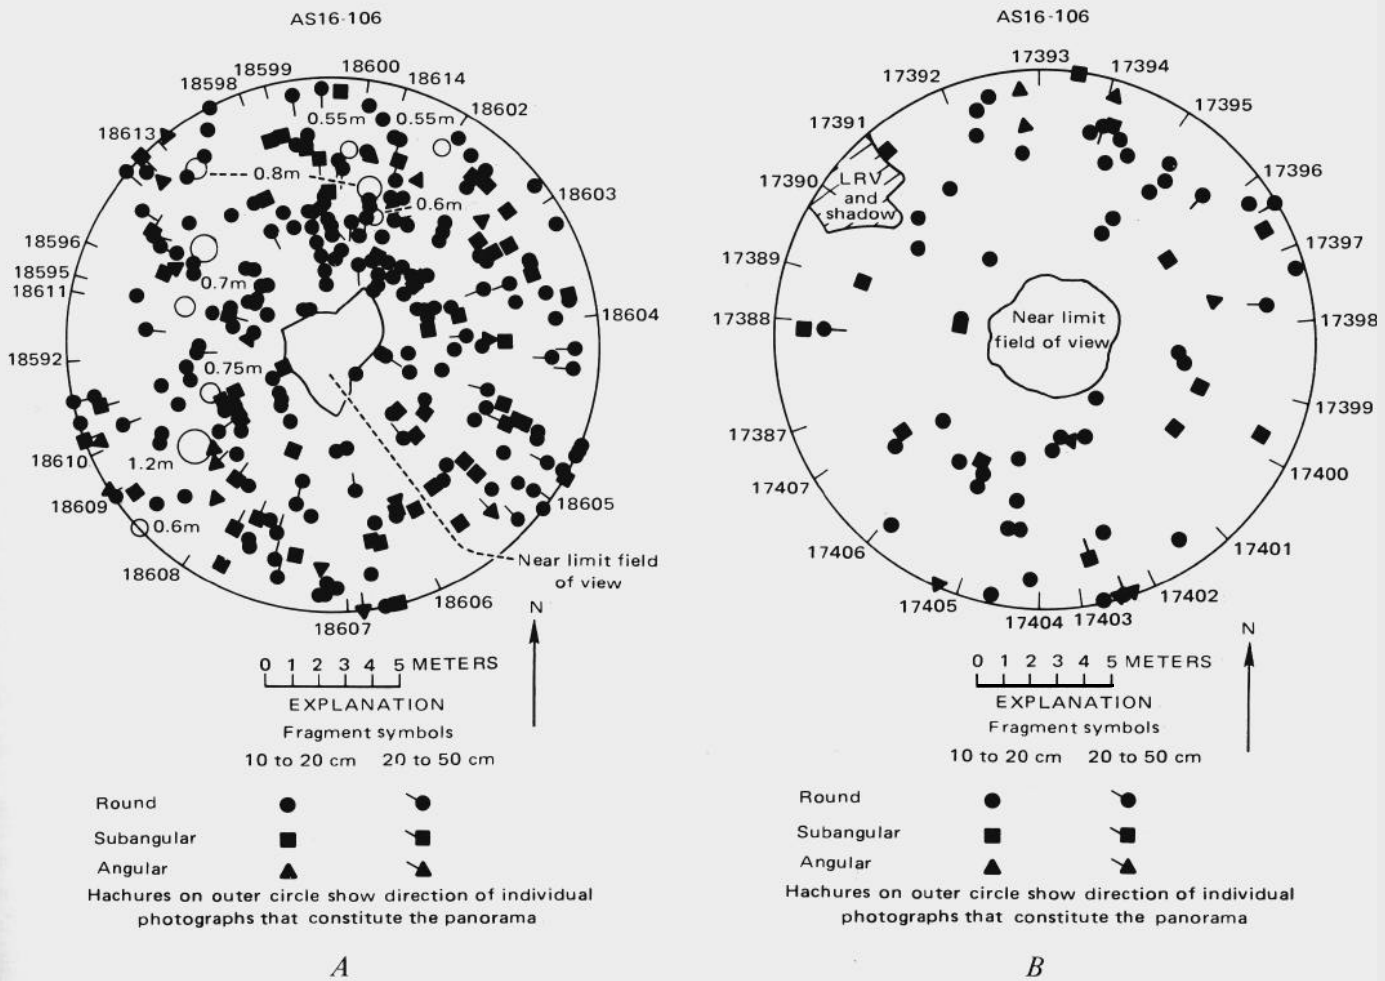 AS16-106
18600
18599
18614
18598
18602
0.55m
0.55m
18613
0.8m
18603
0.6m
18596
18595
0.7m
18611
18604
18592
0.75m
1.2m
18610
18609
0.6m
18605
18608
Near limit field
of view
18606
18607
N
0 1 2 3 4 5 METERS
EXPLANATION
Fragment symbols
10 to 20 cm 20 to 50 cm
Round
Subangular
Angular
Hachures on outer circle show direction of individual
photographs that constitute the panorama
A
AS16-106
17393
17394
17392
17395
17391
17396
17390
LRV
and
shadow
17397
17389
17388
Near limit
field of view
17398
17399
17387
17400
17407
17401
17406
17402
17405
17404 17403
N
0 1 2 3 4 5 METERS
EXPLANATION
Fragment symbols
10 to 20 cm 20 to 50 cm
Round
Subangular
Angular
Hachures on outer circle show direction of individual
photographs that constitute the panorama
B